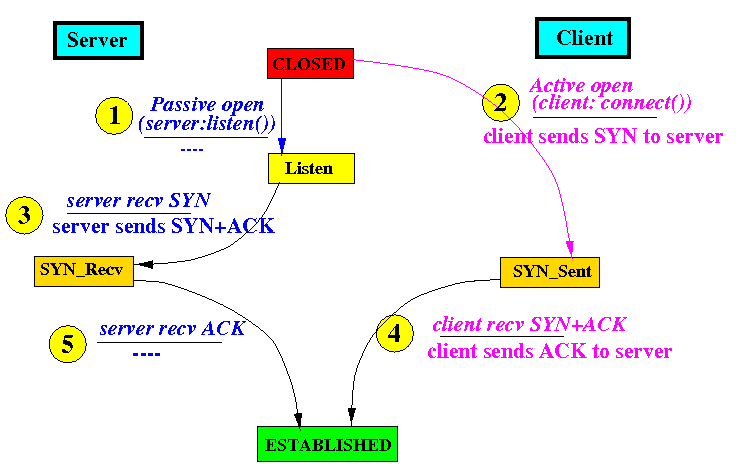 Server
Client
CLOSED
1
Passive open
(server:listen())
----
2
Active open
(client: connect())
client sends SYN to server
Listen
3
server recv SYN
server sends SYN+ACK
SYN_Recv
SYN_Sent
4
client recv SYN+ACK
client sends ACK to server
5
server recv ACK
----
ESTABLISHED